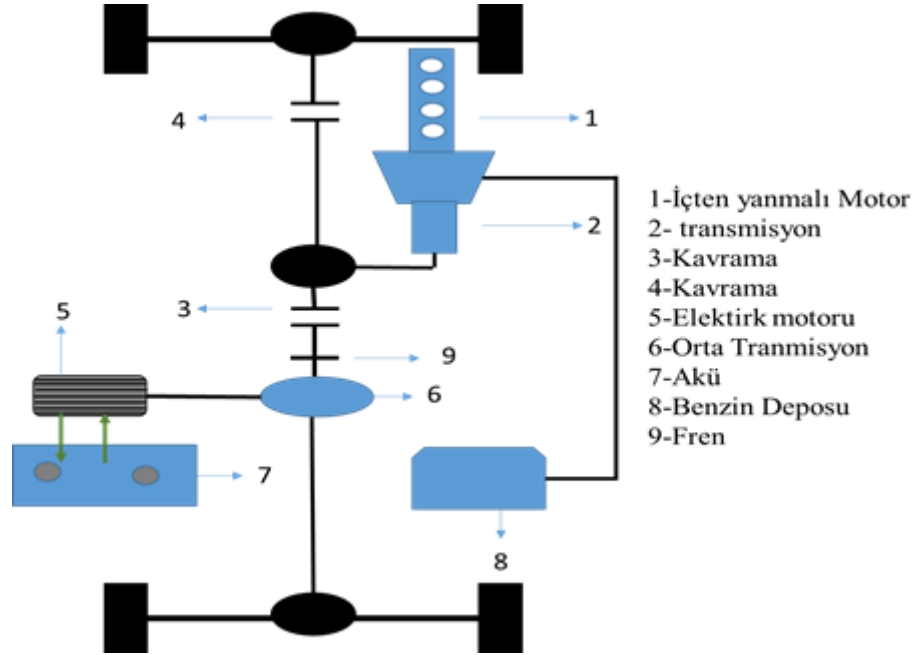 4
1
2
3
5
9
6
7
8
1-İçten yanmalı Motor
2- transmisyon
3-Kavrama
4-Kavrama
5-Elektirk motoru
6-Orta Tranmisyon
7-Akü
8-Benzin Deposu
9-Fren